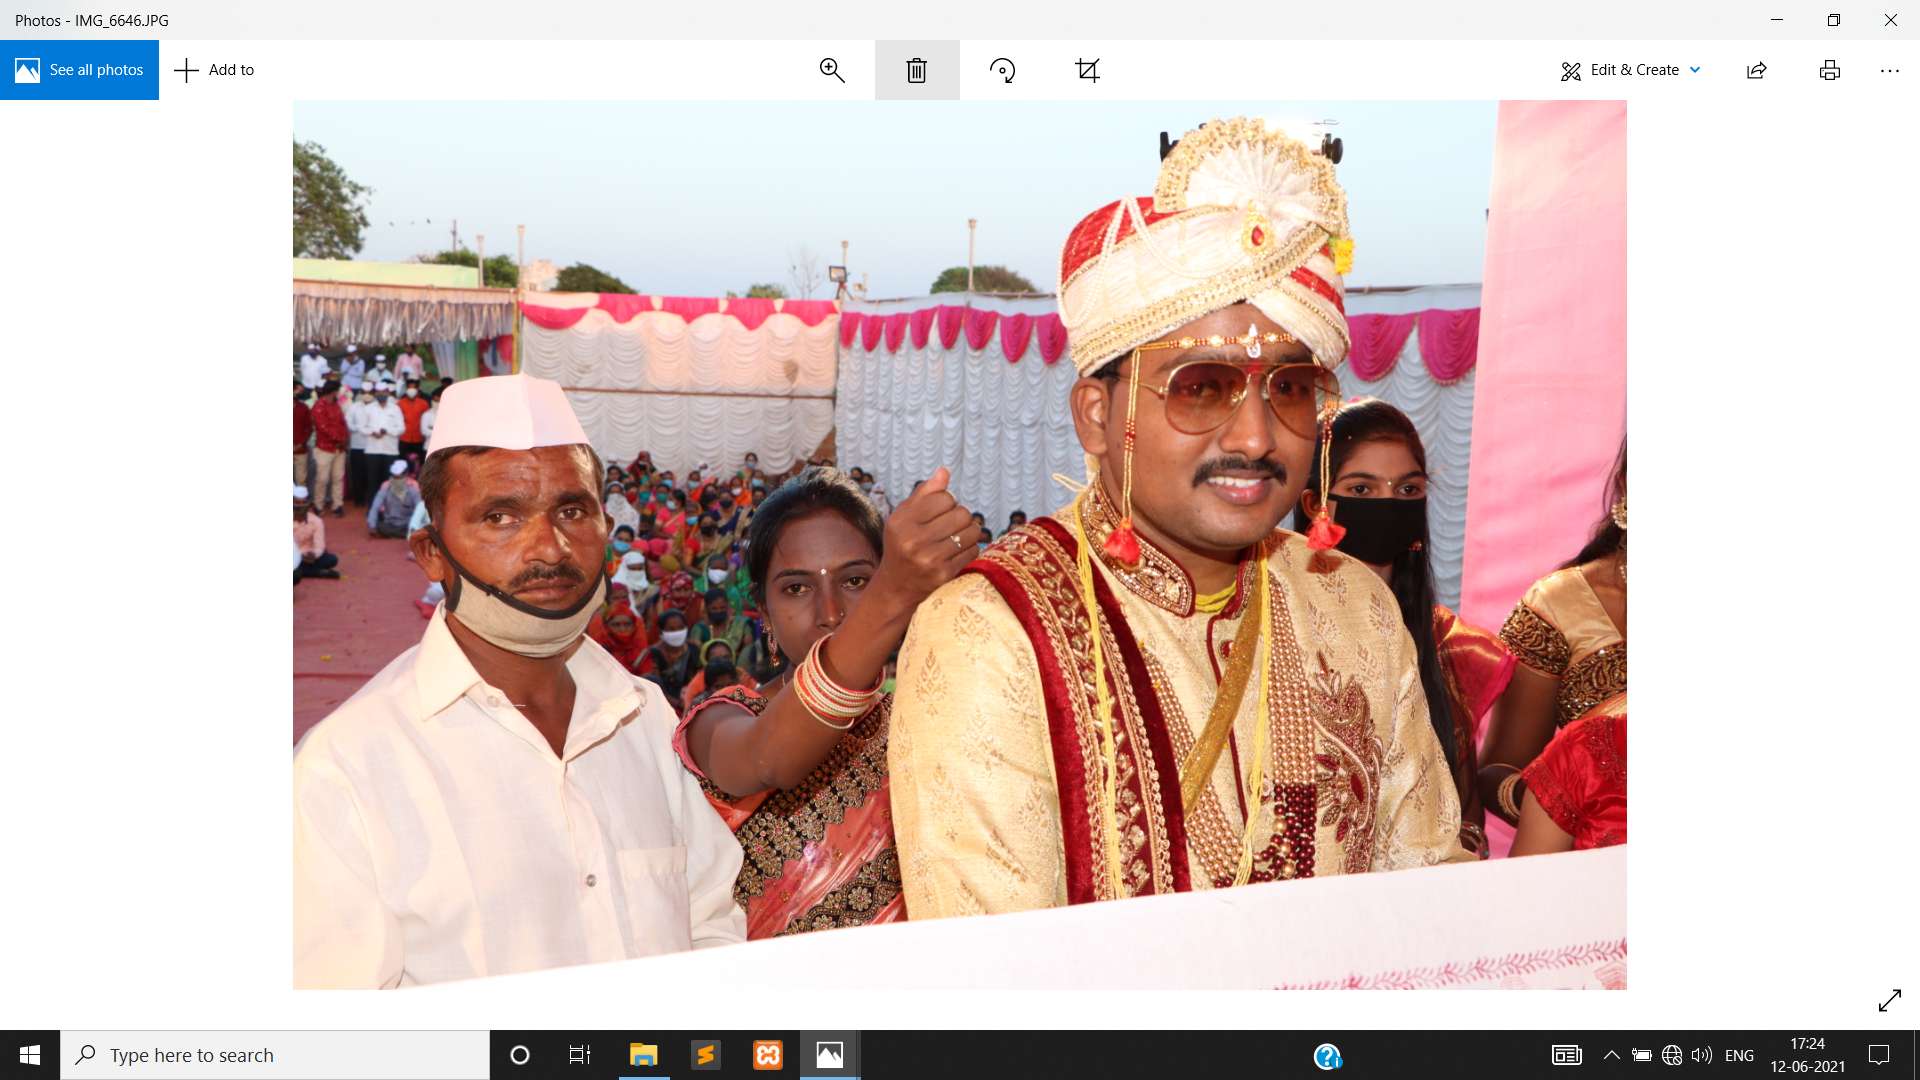 Photos - IMG_6646.JPG
See all photos
Add to
Edit & Create
Type here to search
ENG
17:24
12-06-2021